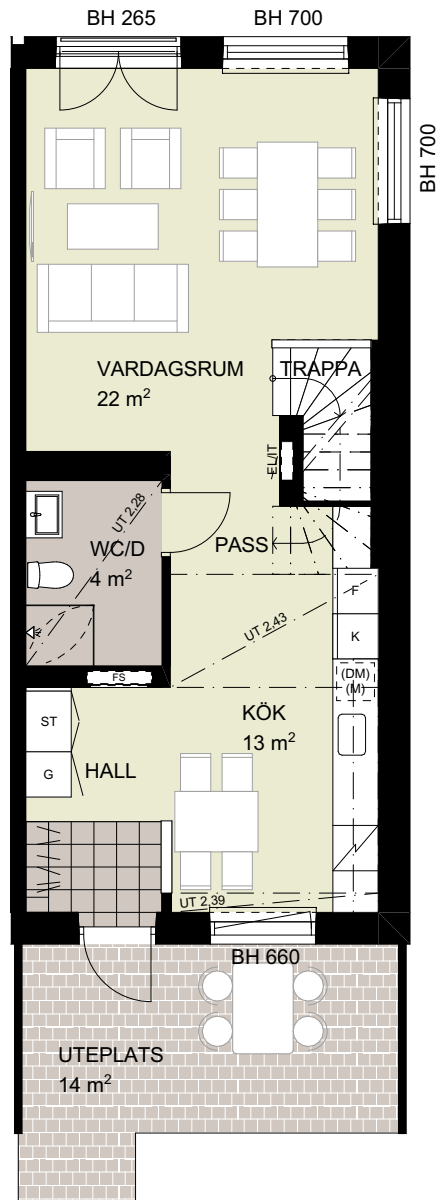 BH 265
BH 700
BH 700
VARDAGSRUM
22 m²
TRAPPA
EL/IT
UT 2,28
WC/D
4 m²
PASS
F
UT 2,43
K
(DM)
(M)
FS
KÖK
13 m²
ST
G
HALL
UT 2,39
BH 660
UTEPLATS
14 m²